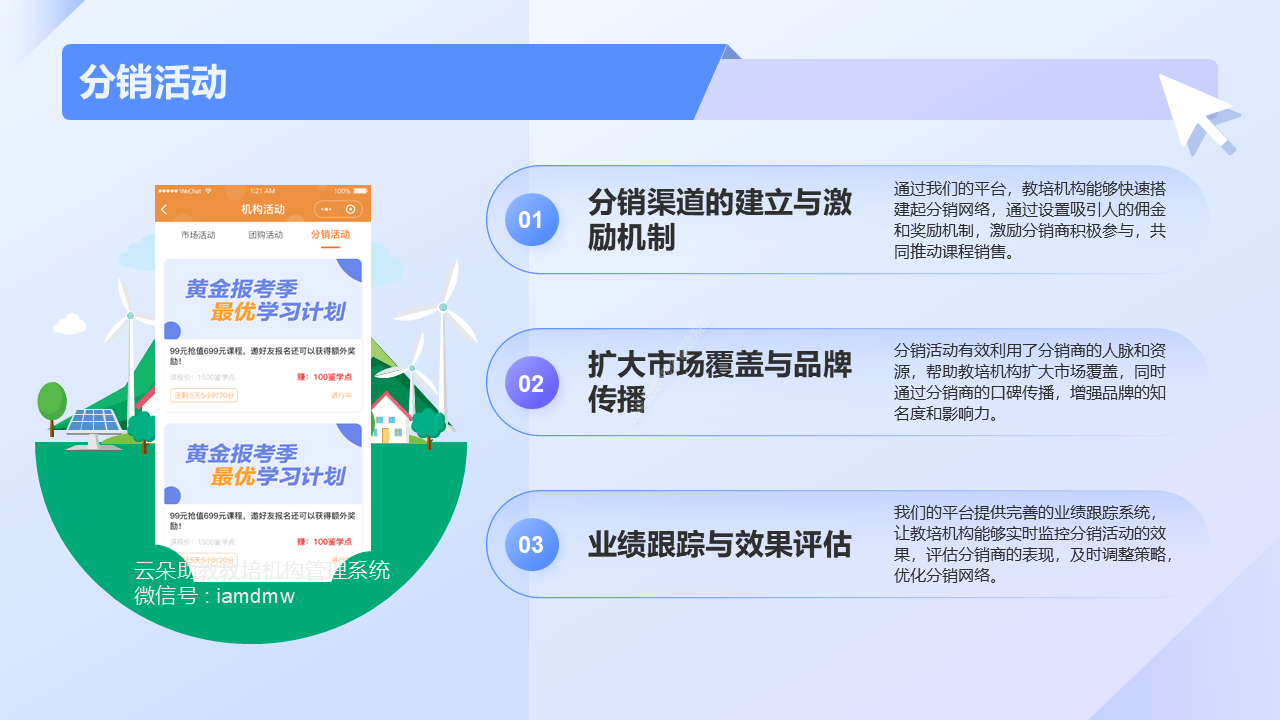 分销活动
WeChat
1:21 AM
100%
机构活动
市场活动
团购活动
分销活动
黄金报考季
最优学习计划
99元抢值699元课程，邀好友报名还可以获得额外奖
励！
课程价：1500鉴学点
赚：100鉴学点
还剩 5天5小时20分
进行中
黄金报考季
最优学习计划
99元抢值699元课程，邀好友报名还可以获得额外奖
励！
课程价：1500鉴学点
赚：100鉴学点
5天5小时20分
云朵助教教培机构管理系统
微信号：iamdmw
01
分销渠道的建立与激
励机制
通过我们的平台，教培机构能够快速搭
建起分销网络，通过设置吸引人的佣金
和奖励机制，激励分销商积极参与，共
同推动课程销售。
02
扩大市场覆盖与品牌
传播
分销活动有效利用了分销商的人脉和资
源，帮助教培机构扩大市场覆盖，同时
通过分销商的口碑传播，增强品牌的知
名度和影响力。
03
业绩跟踪与效果评估
我们的平台提供完善的业绩跟踪系统，
让教培机构能够实时监控分销活动的效
果，评估分销商的表现，及时调整策略，
优化分销网络。